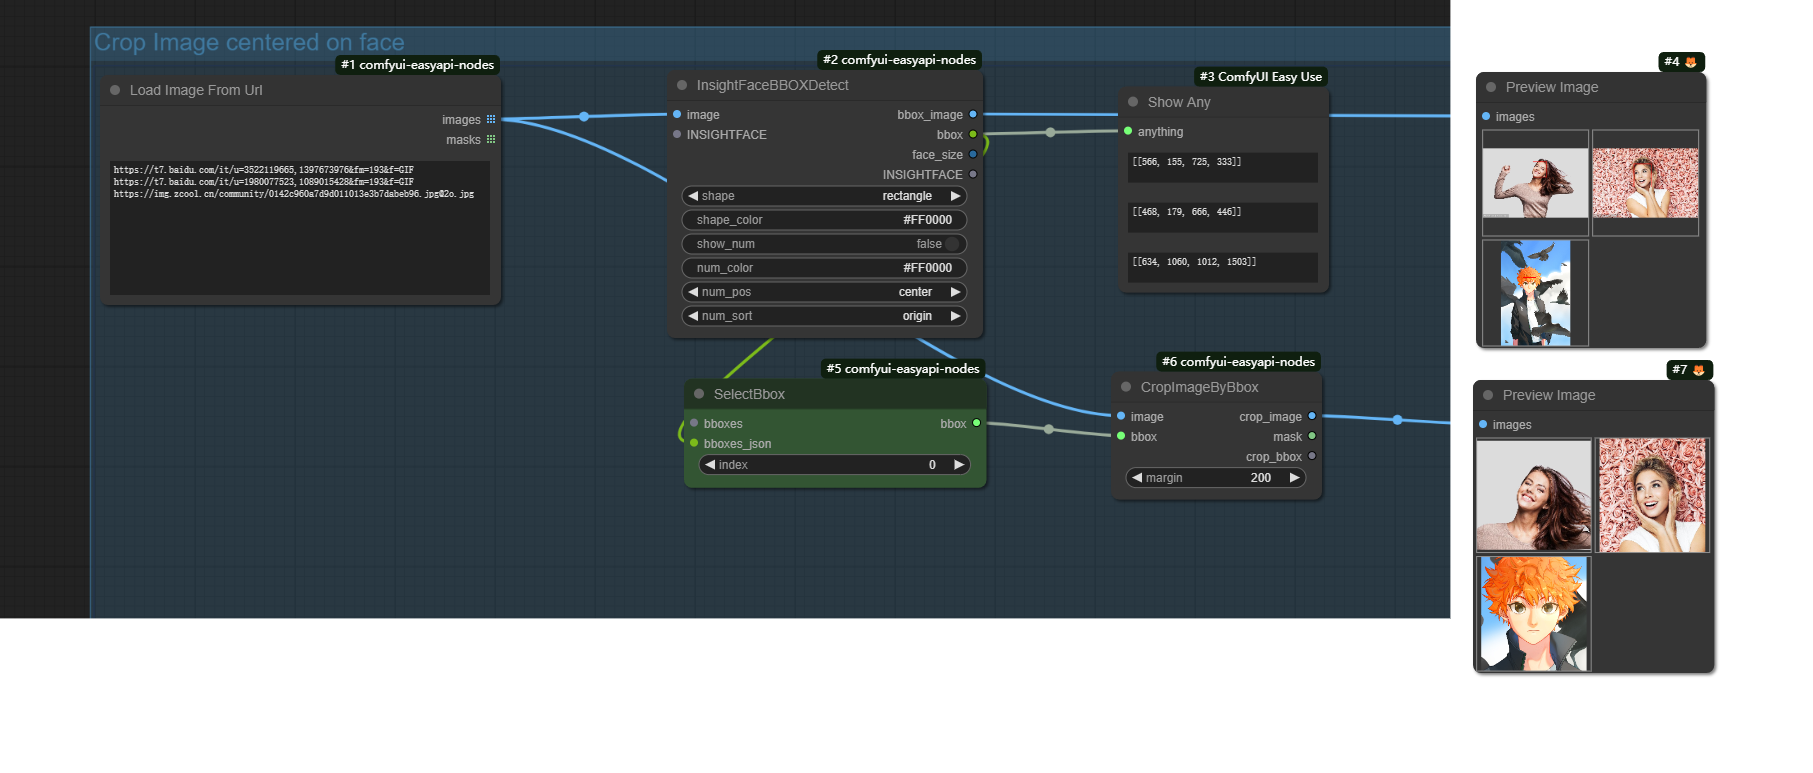 Crop Image centered on face
#1 comfyui-easyapi-nodes
Load Image From Url
images
masks
https://t7.baidu.com/it/u=3522119665,1397673976&fm=193&f=GIF
https://t7.baidu.com/it/u=1980077523,1089015428&fm=193&f=GIF
https://img.zcool.cn/community/0142c960a7d9d011013e3b7dabeb96.jpg@2o.jpg
#2 comfyui-easyapi-nodes
InsightFaceBBOXDetect
image bbox_image
INSIGHTFACE bbox
face_size
INSIGHTFACE
shape rectangle
shape_color #FF0000
show_num false
num_color #FF0000
num_pos center
num_sort origin
#3 ComfyUI Easy Use
Show Any
anything
[[566, 155, 725, 333]]
[[468, 179, 666, 446]]
[[634, 1060, 1012, 1503]]
#4
Preview Image
images
#5 comfyui-easyapi-nodes
SelectBbox
bboxes bbox
bboxes_json
index 0
#6 comfyui-easyapi-nodes
CropImageByBbox
image crop_image
bbox mask
crop_bbox
margin 200
#7
Preview Image
images